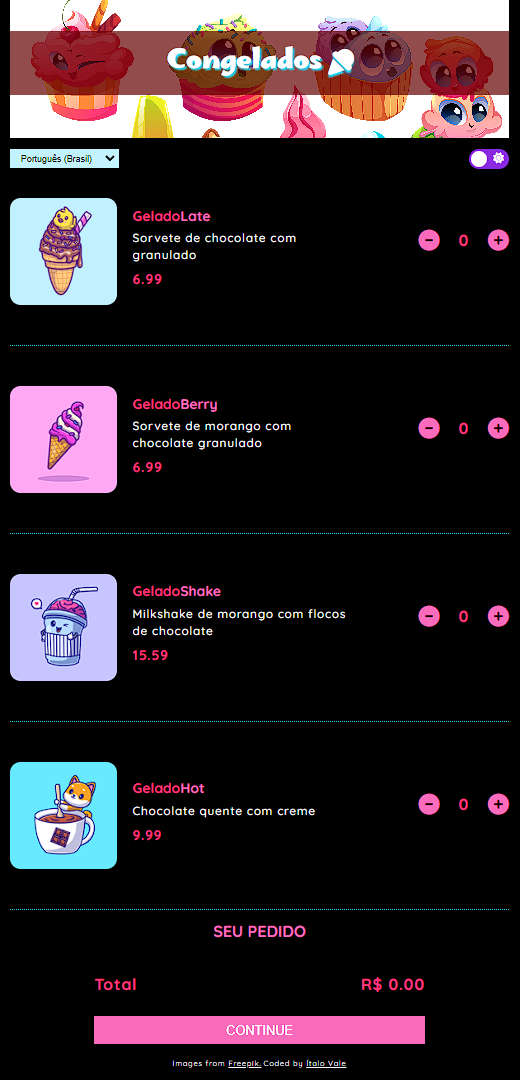 Congelados
Português (Brasil)
GeladoLate
Sorvete de chocolate com
granulado
6.99
0
GeladoBerry
Sorvete de morango com
chocolate granulado
6.99
0
GeladoShake
Milkshake de morango com flocos
de chocolate
15.59
0
GeladoHot
Chocolate quente com creme
9.99
0
SEU PEDIDO
Total R$ 0.00
CONTINUE
Images from Freepik. Coded by Ítalo Vale